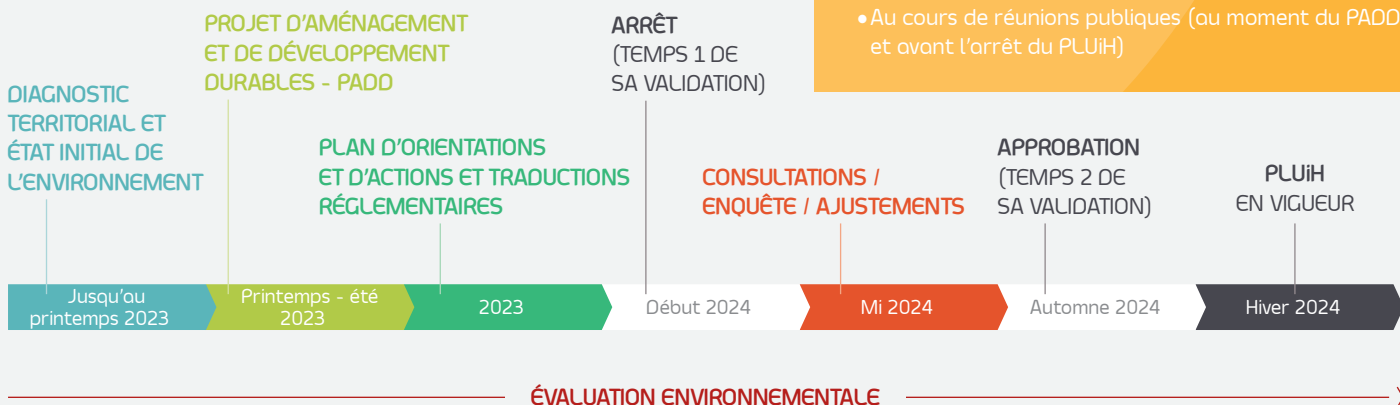 • Au cours de réunions publiques (au moment du PADD
et avant l'arrêt du PLUiH)
DIAGNOSTIC
TERRITORIAL ET
ÉTAT INITIAL DE
L'ENVIRONNEMENT
PROJET D'AMÉNAGEMENT
ET DE DÉVELOPPEMENT
DURABLES - PADD
PLAN D'ORIENTATIONS
ET D'ACTIONS ET TRADUCTIONS
RÉGLEMENTAIRES
ARRÊT
(TEMPS 1 DE
SA VALIDATION)
CONSULTATIONS /
ENQUÊTE / AJUSTEMENTS
APPROBATION
(TEMPS 2 DE
SA VALIDATION)
PLUiH
EN VIGUEUR
Jusqu'au
printemps 2023
Printemps - été
2023
2023
Début 2024
Mi 2024
Automne 2024
Hiver 2024
ÉVALUATION ENVIRONNEMENTALE